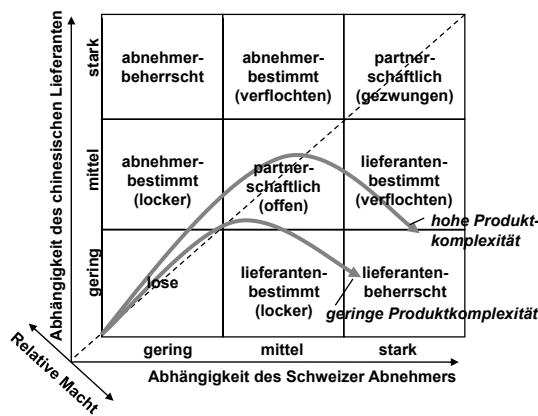 Abhängigkeit des chinesischen Lieferanten
stark
mittel
gering
abnehmer-
beherrscht
abnehmer-
bestimmt
(verflochten)
partner-
schaftlich
(gezwungen)
abnehmer-
bestimmt
(locker)
partner-
schaftlich
(offen)
lieferanten-
bestimmt
(verflochten)
hohe Produkt-
komplexität
lose
lieferanten-
bestimmt
(locker)
lieferanten-
beherrscht
geringe Produktkomplexität
gering
mittel
stark
Abhängigkeit des Schweizer Abnehmers
Relative Macht